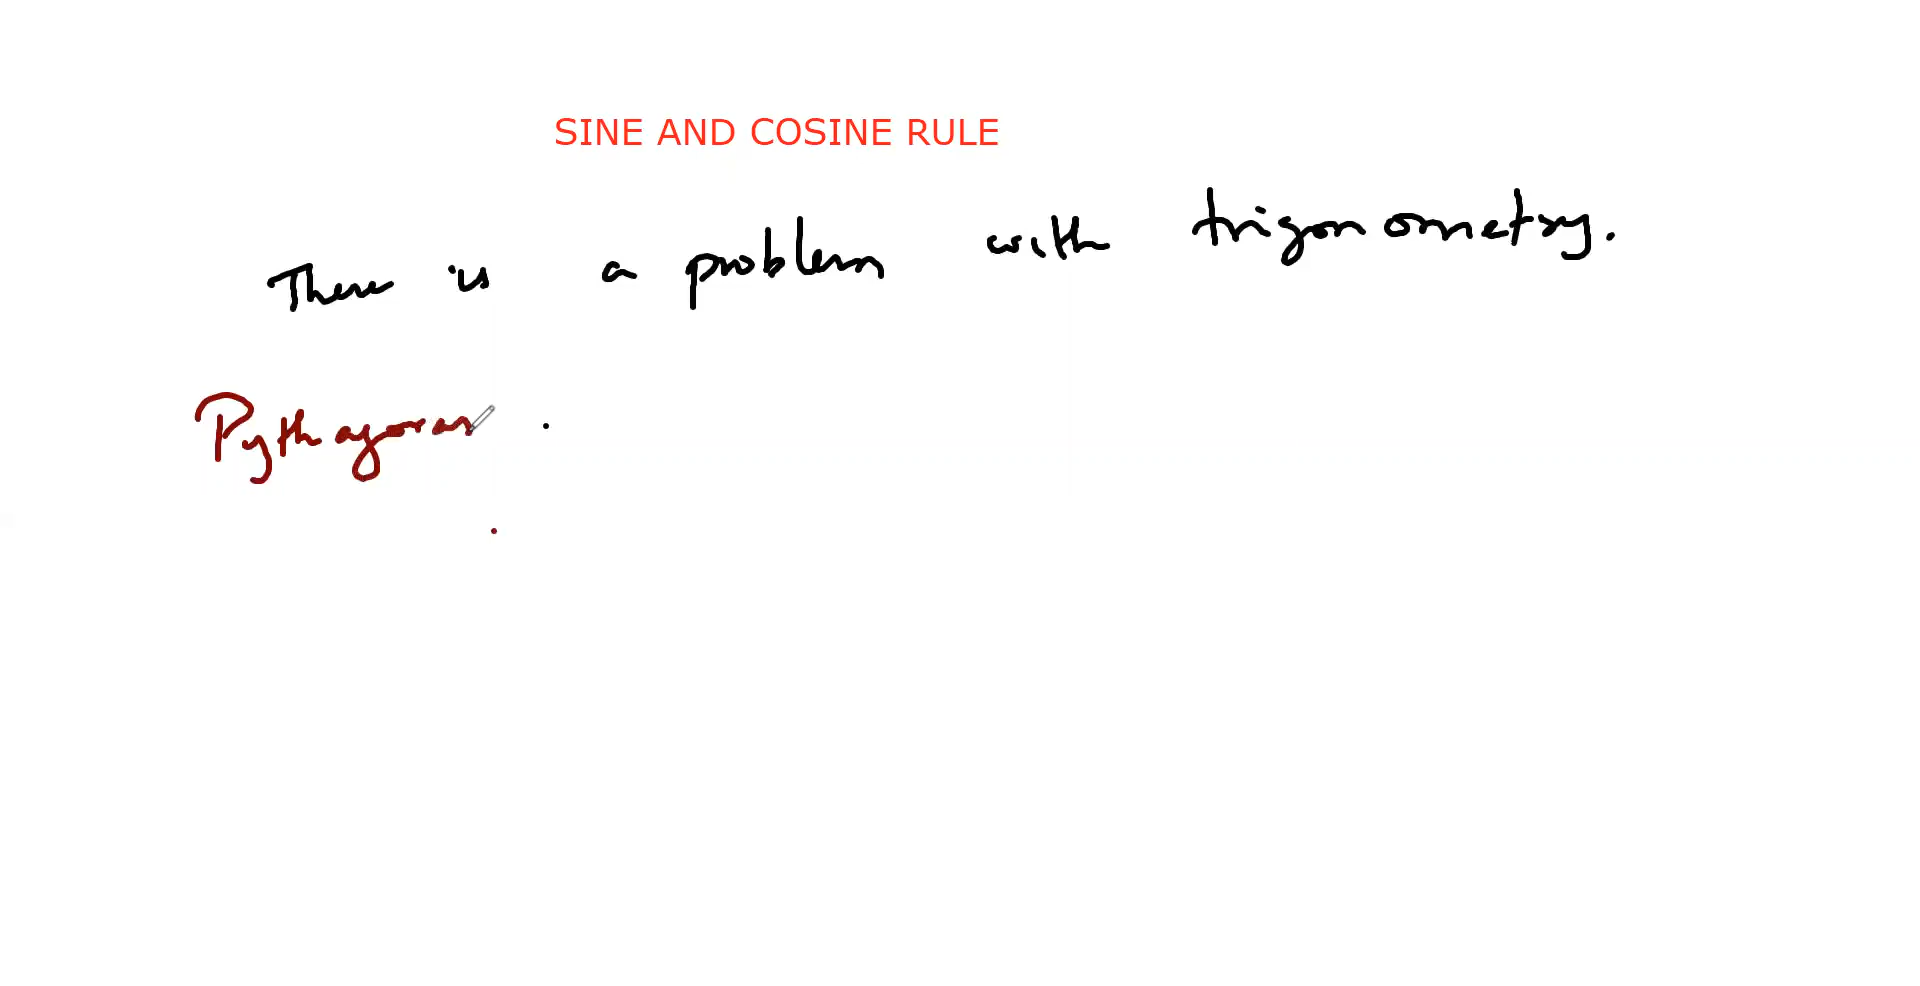 SINE AND COSINE RULE
There is a problem with trigonometry.
Pythagoras